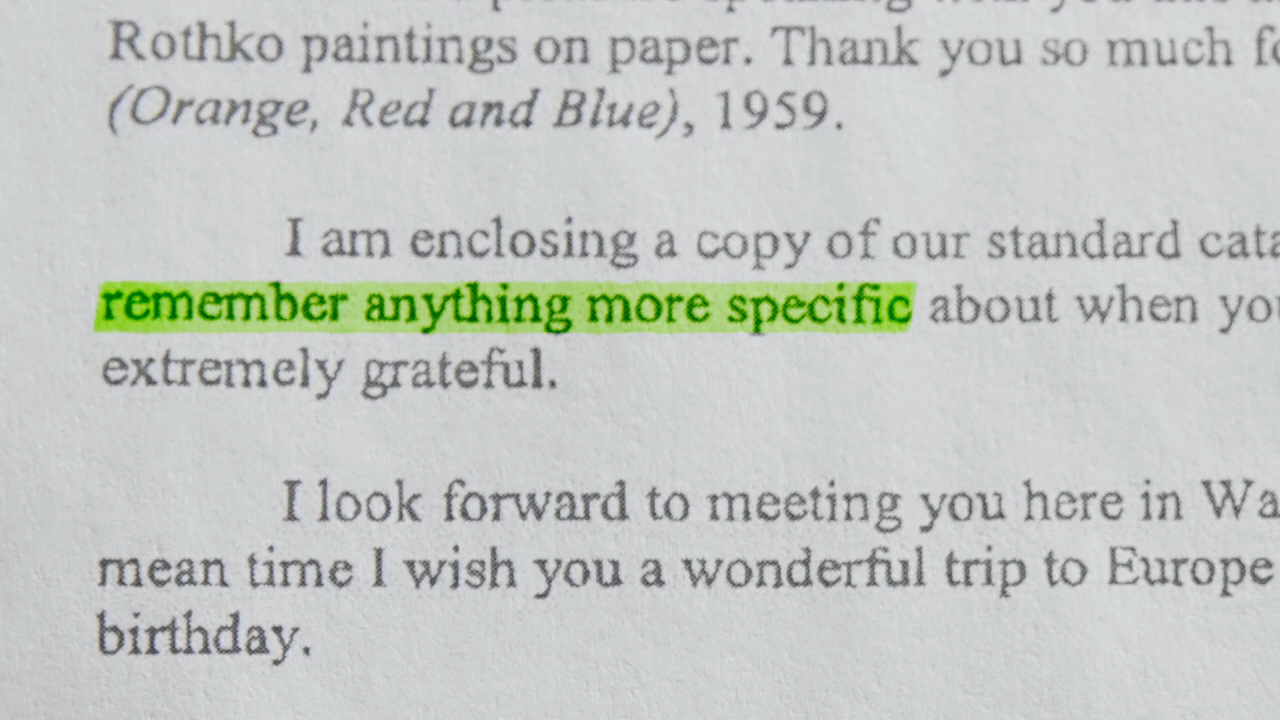 Rothko paintings on paper. Thank you so much
(Orange, Red and Blue), 1959.
I am enclosing a copy of our standard
remember anything more specific about when
extremely grateful.
I look forward to meeting you here in
mean time I wish you a wonderful trip to Europe
birthday.